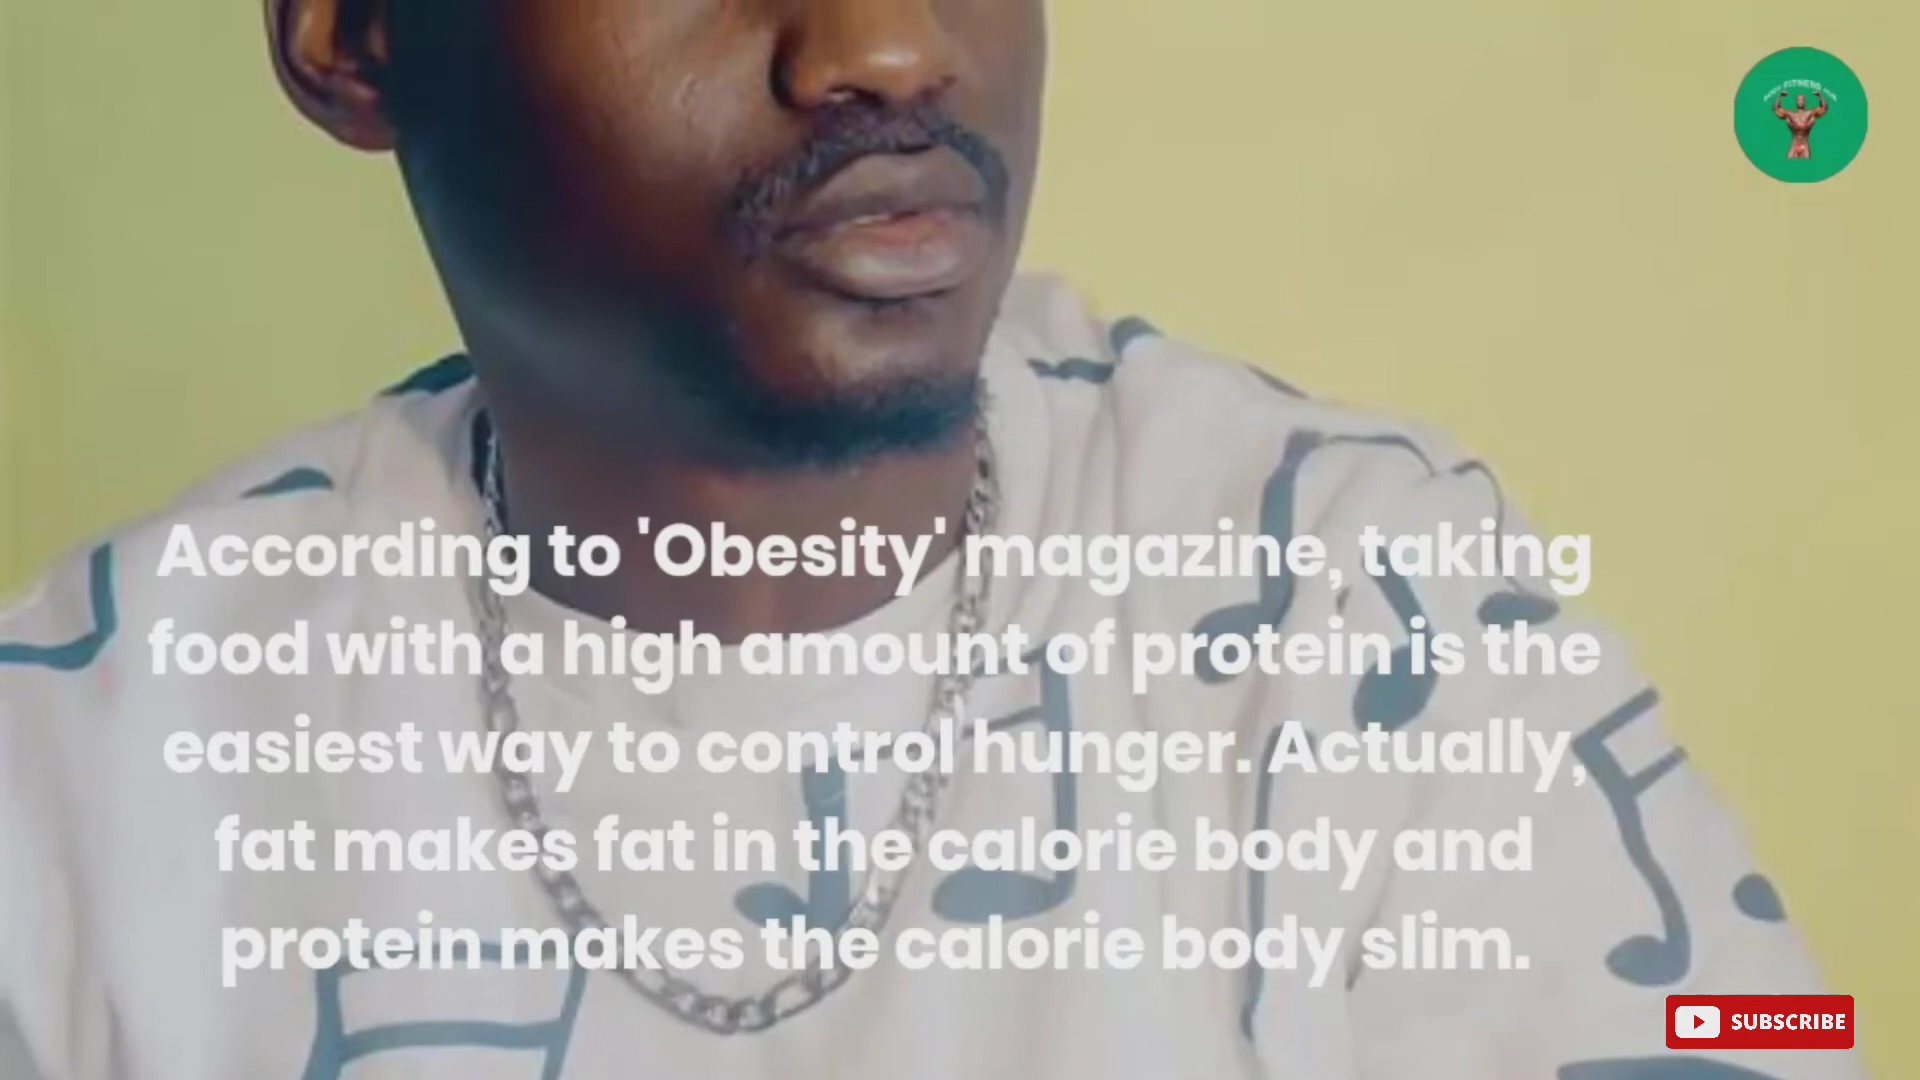 FITNESS
According to 'Obesity' magazine, taking
food with a high amount of protein is the
easiest way to control hunger. Actually,
fat makes fat in the calorie body and
protein makes the calorie body slim.
SUBSCRIBE